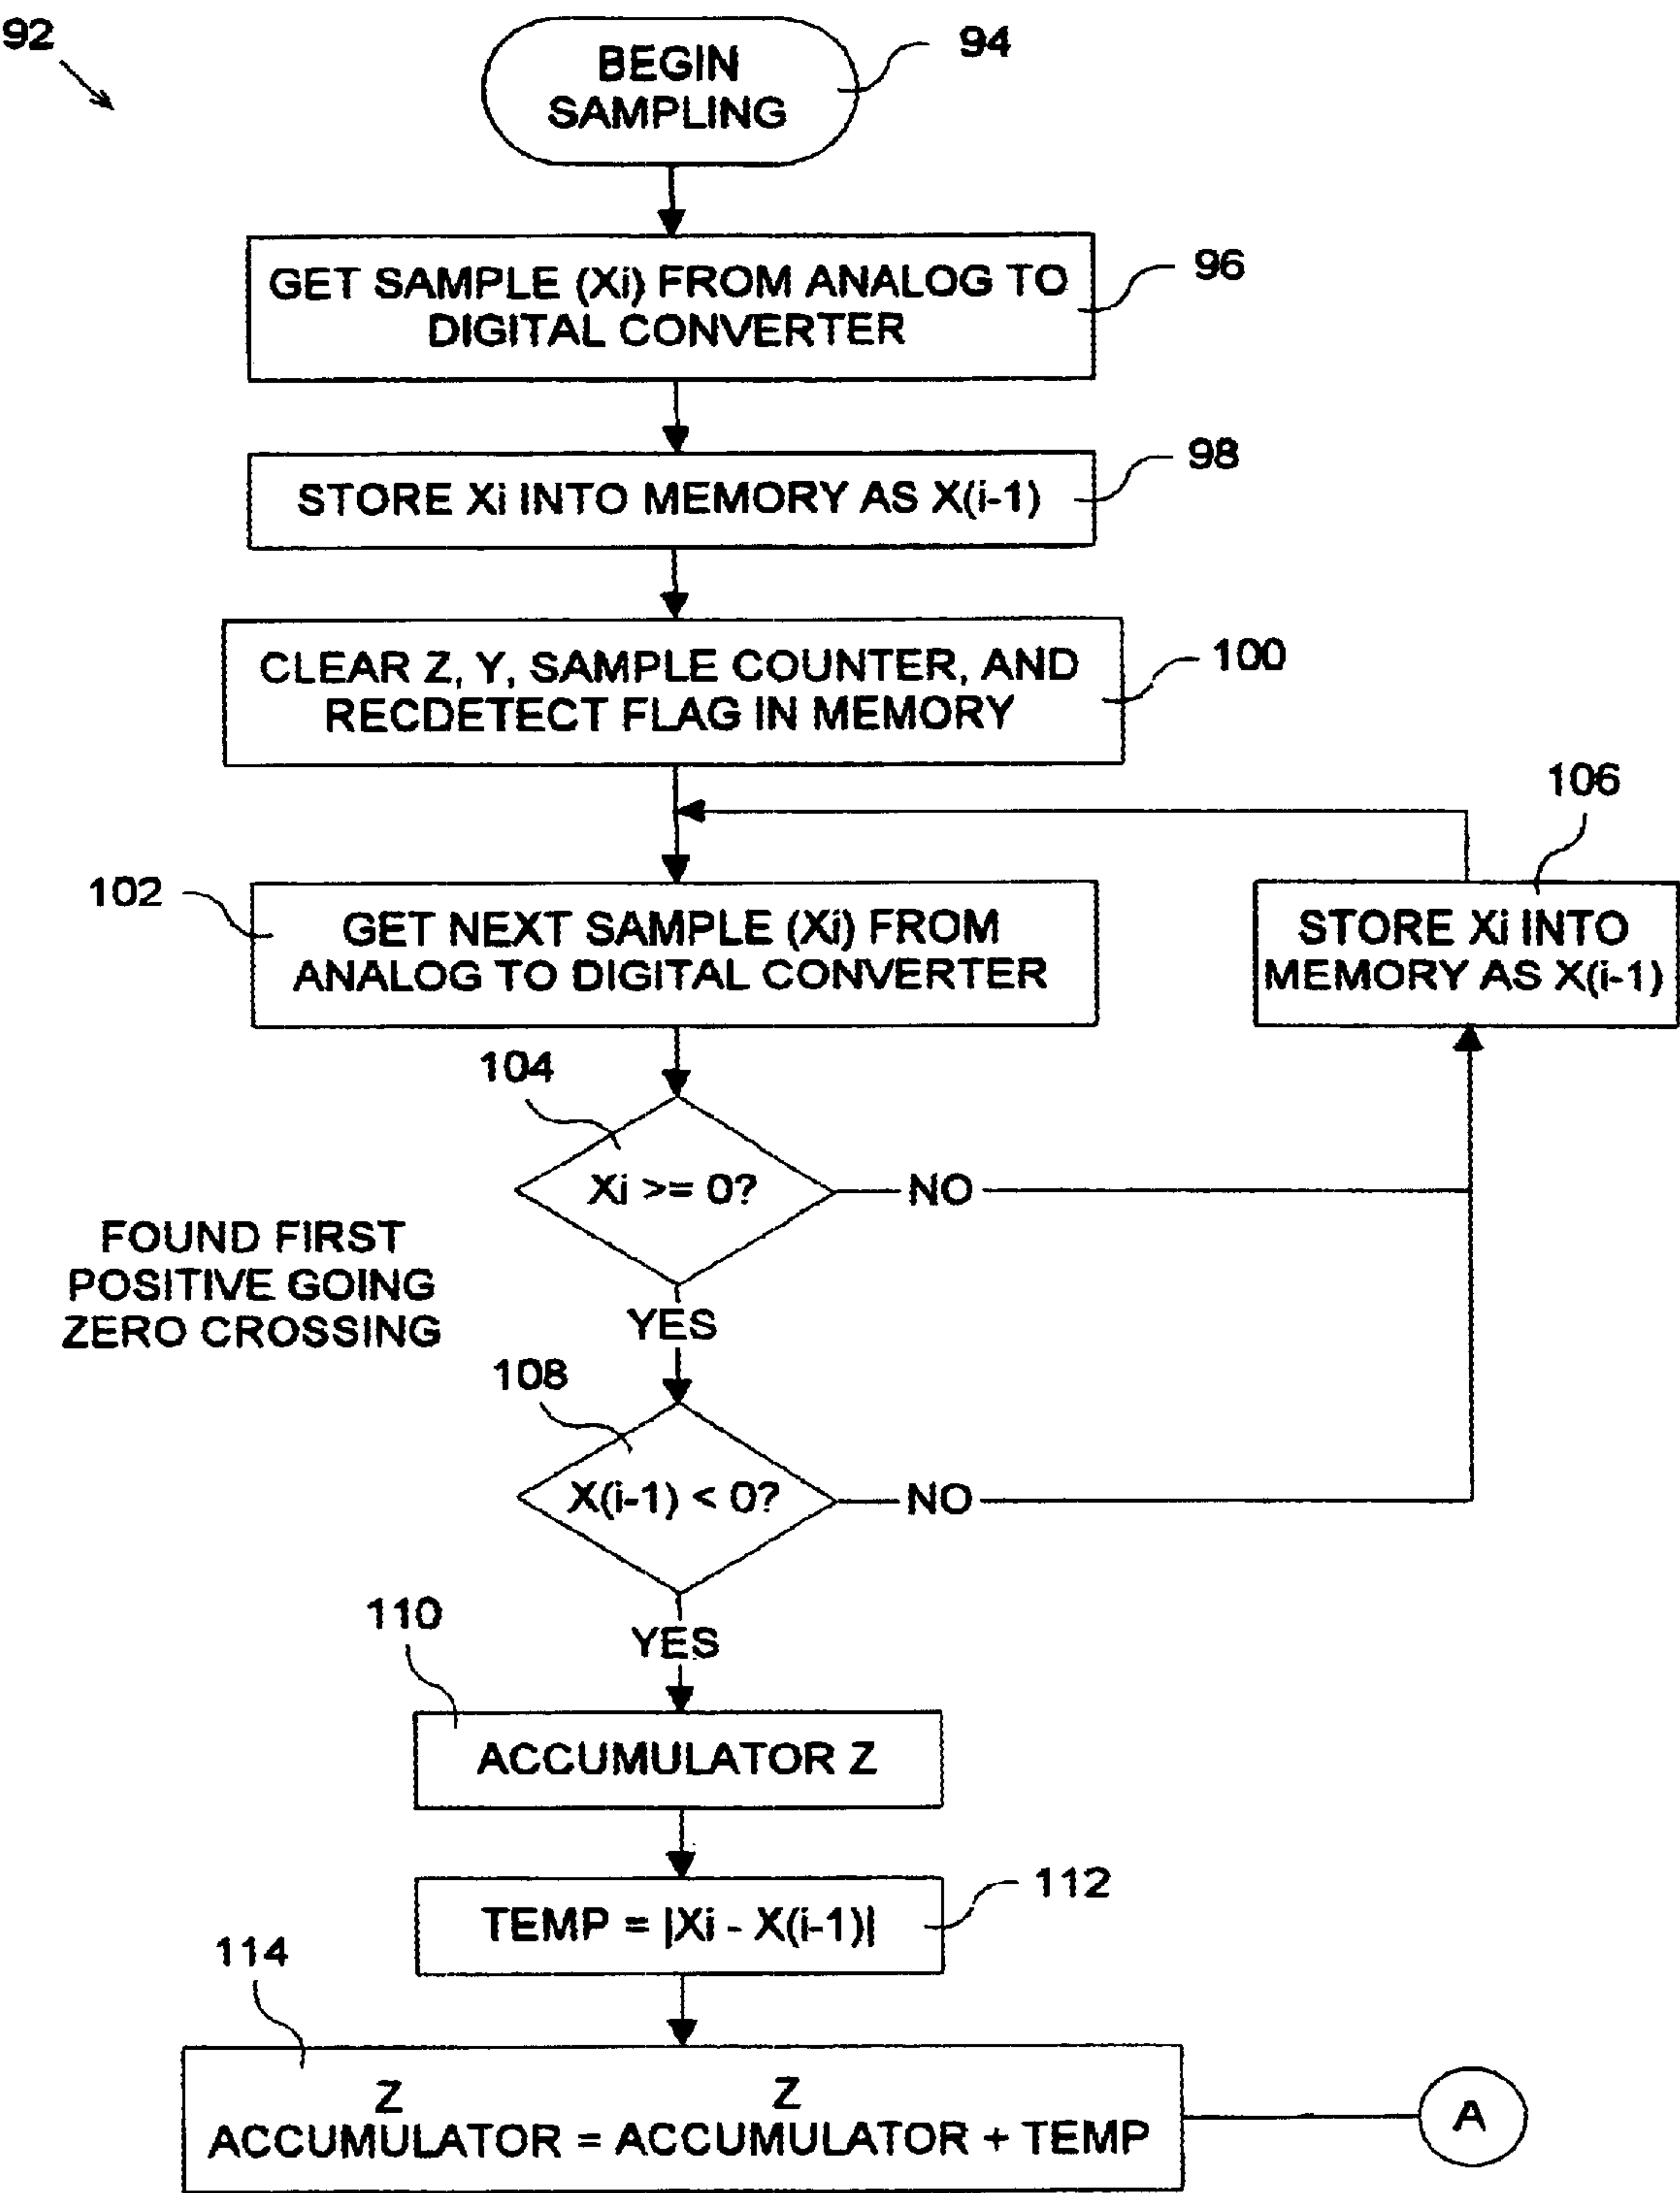 92
BEGIN
SAMPLING
94
GET SAMPLE (Xi) FROM ANALOG TO
DIGITAL CONVERTER
96
STORE Xi INTO MEMORY AS X(i-1)
98
CLEAR Z, Y, SAMPLE COUNTER, AND
RECDETECT FLAG IN MEMORY
100
106
102
GET NEXT SAMPLE (Xi) FROM
ANALOG TO DIGITAL CONVERTER
STORE Xi INTO
MEMORY AS X(i-1)
104
Xi >= 0?
NO
FOUND FIRST
POSITIVE GOING
ZERO CROSSING
YES
108
X(i-1) < 0?
NO
110
YES
ACCUMULATOR Z
112
TEMP = |Xi - X(i-1)|
114
Z Z
ACCUMULATOR = ACCUMULATOR + TEMP
A